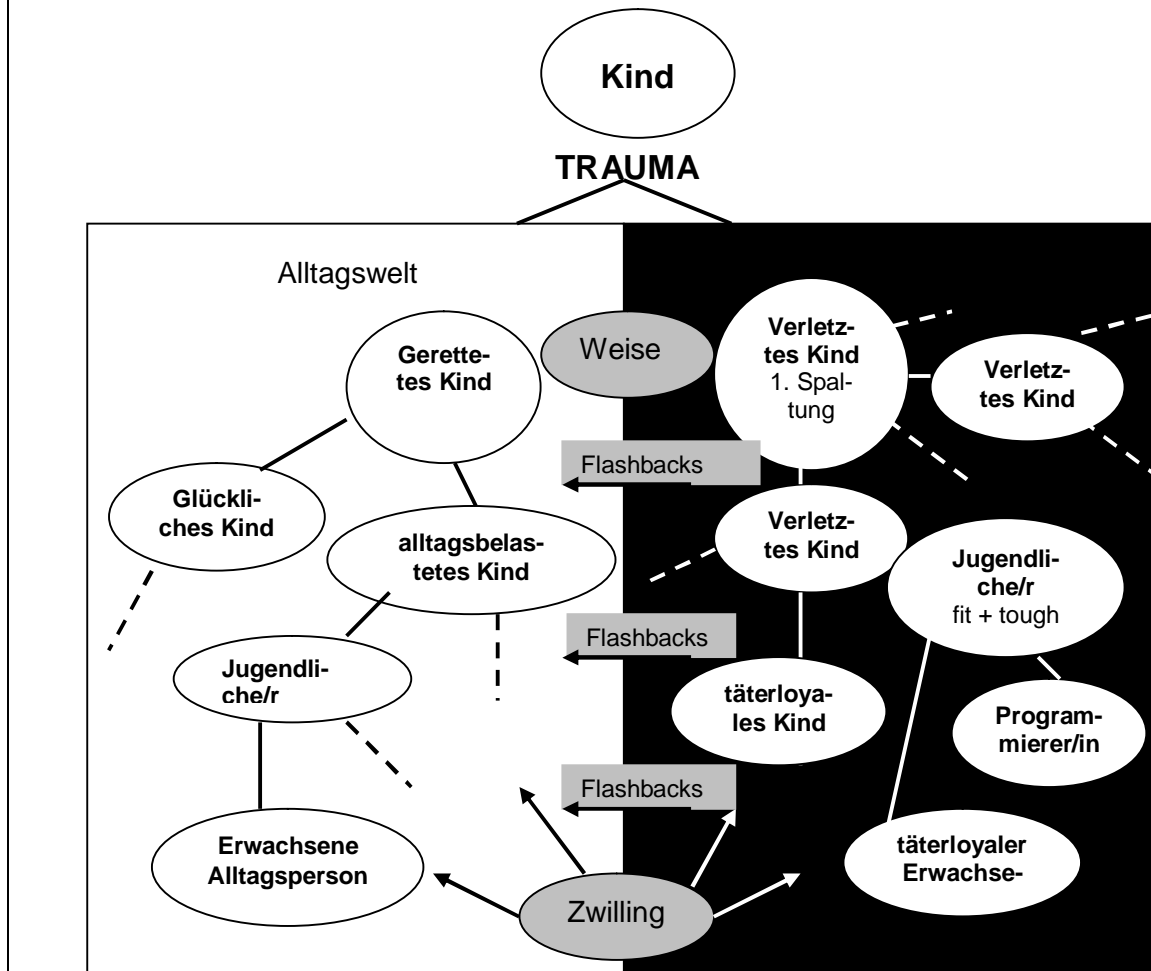 Kind
TRAUMA
Alltagswelt
Gerette-
tes Kind
Weise
Verletz-
tes Kind
1. Spal-
tung
Verletz-
tes Kind
Flashbacks
Glückli-
ches Kind
alltagsbelas-
tetes Kind
Verletz-
tes Kind
Jugendli-
che/r
fit + tough
Flashbacks
Jugendli-
che/r
täterloya-
les Kind
Program-
mierer/in
Flashbacks
Erwachsene
Alltagsperson
täterloyaler
Erwachse-
Zwilling